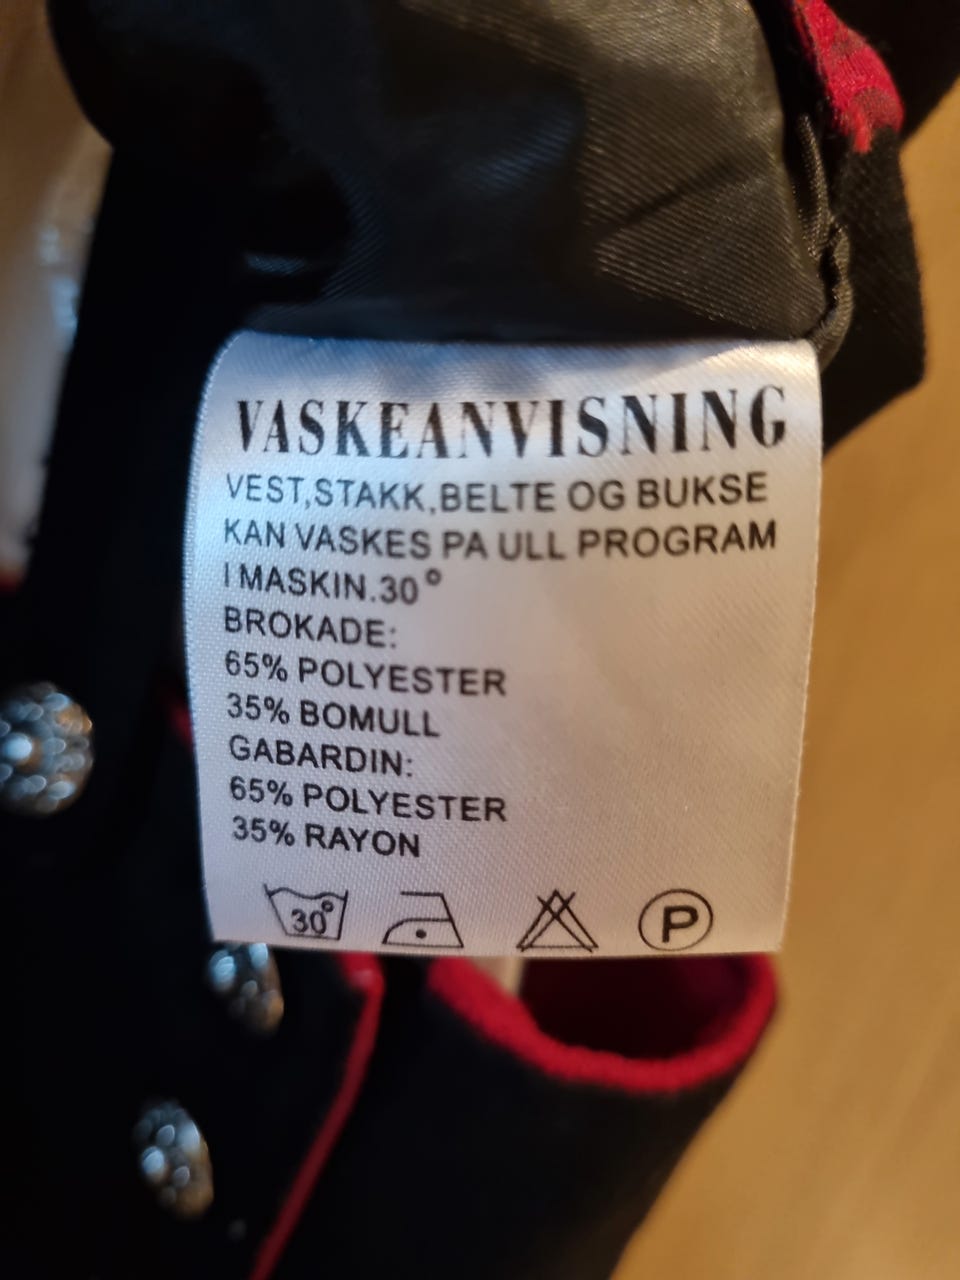 VASKEANVISNING
VEST,STAKK,BELTE OG BUKSE
KAN VASKES PA ULL PROGRAM
I MASKIN.30°
BROKADE:
65% POLYESTER
35% BOMULL
GABARDIN:
65% POLYESTER
35% RAYON
30° P